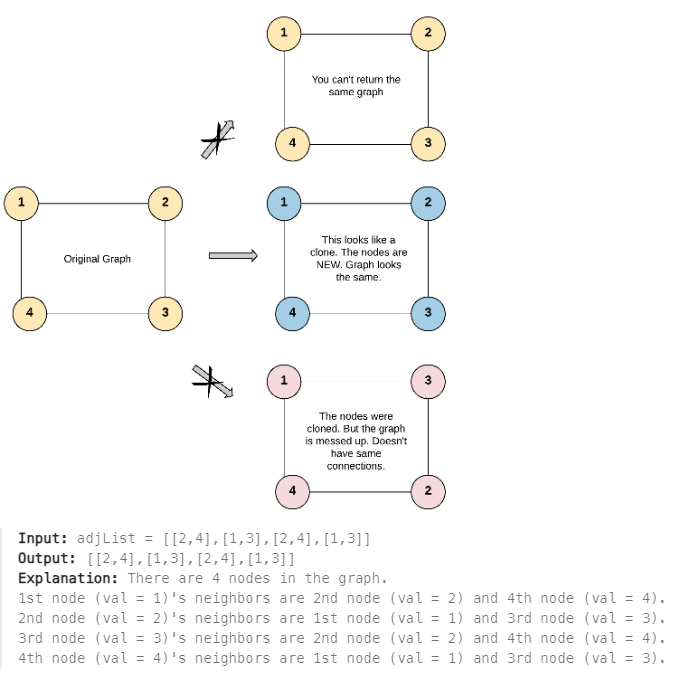 1
2
You can't return the
same graph
4
3
1
2
Original Graph
4
3
1
2
This looks like a
clone. The nodes are
NEW. Graph looks
the same.
4
3
1
3
The nodes were
cloned. But the graph
is messed up. Doesn't
have same
connections.
4
2
Input: adjList = [[2,4],[1,3],[2,4],[1,3]]
Output: [[2,4],[1,3],[2,4],[1,3]]
Explanation: There are 4 nodes in the graph.
1st node (val = 1)'s neighbors are 2nd node (val = 2) and 4th node (val = 4).
2nd node (val = 2)'s neighbors are 1st node (val = 1) and 3rd node (val = 3).
3rd node (val = 3)'s neighbors are 2nd node (val = 2) and 4th node (val = 4).
4th node (val = 4)'s neighbors are 1st node (val = 1) and 3rd node (val = 3).